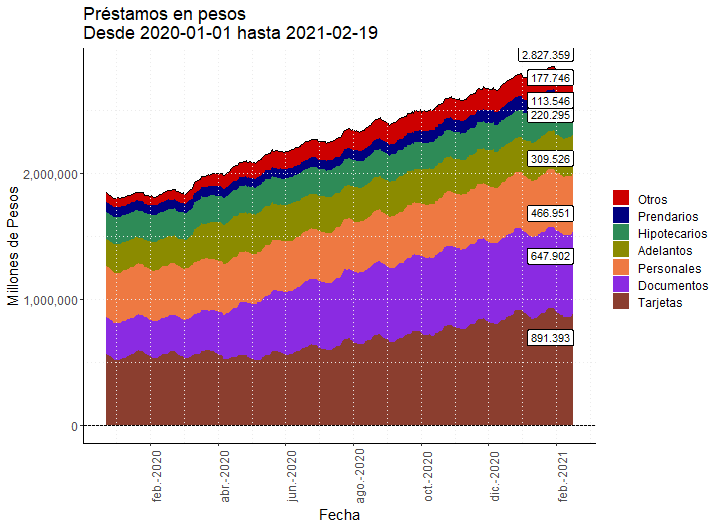 Préstamos en pesos
Desde 2020-01-01 hasta 2021-02-19
Millones de Pesos
2,000,000
1,000,000
0
2.827.359
177.746
113.546
220.295
309.526
466.951
647.902
891.393
feb.-2020
abr.-2020
jun.-2020
ago.-2020
oct.-2020
dic.-2020
feb.-2021
Fecha
Otros
Prendarios
Hipotecarios
Adelantos
Personales
Documentos
Tarjetas